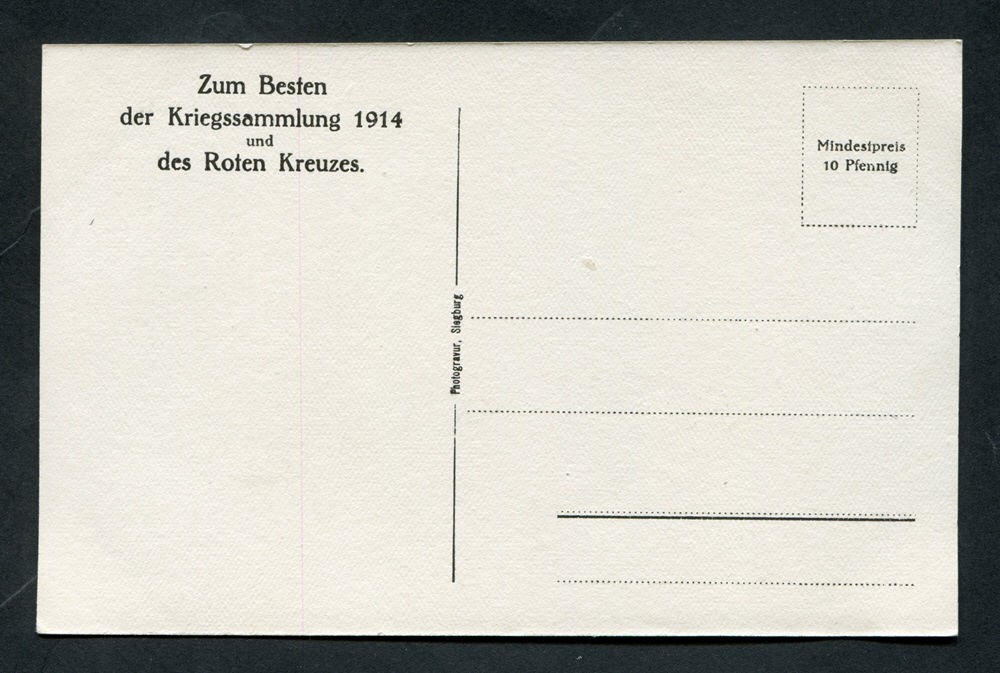 Zum Besten
der Kriegssammlung 1914
und
des Roten Kreuzes.
Mindestpreis
10 Pfennig
Photogravur, Siegburg